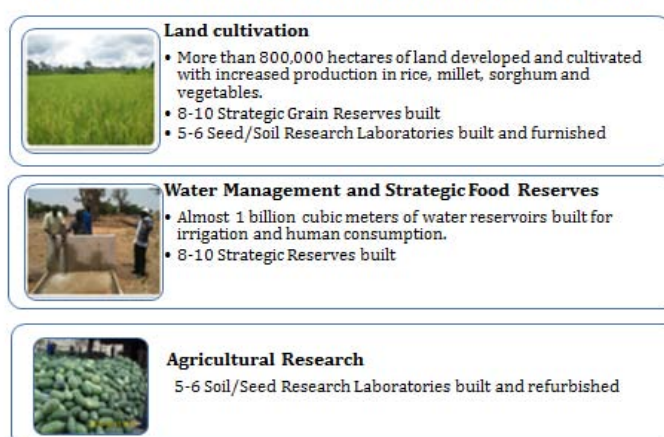 Land cultivation
• More than 800,000 hectares of land developed and cultivated
with increased production in rice, millet, sorghum and
vegetables.
• 8-10 Strategic Grain Reserves built
• 5-6 Seed/Soil Research Laboratories built and furnished
Water Management and Strategic Food Reserves
• Almost 1 billion cubic meters of water reservoirs built for
irrigation and human consumption.
• 8-10 Strategic Reserves built
Agricultural Research
5-6 Soil/Seed Research Laboratories built and refurbished